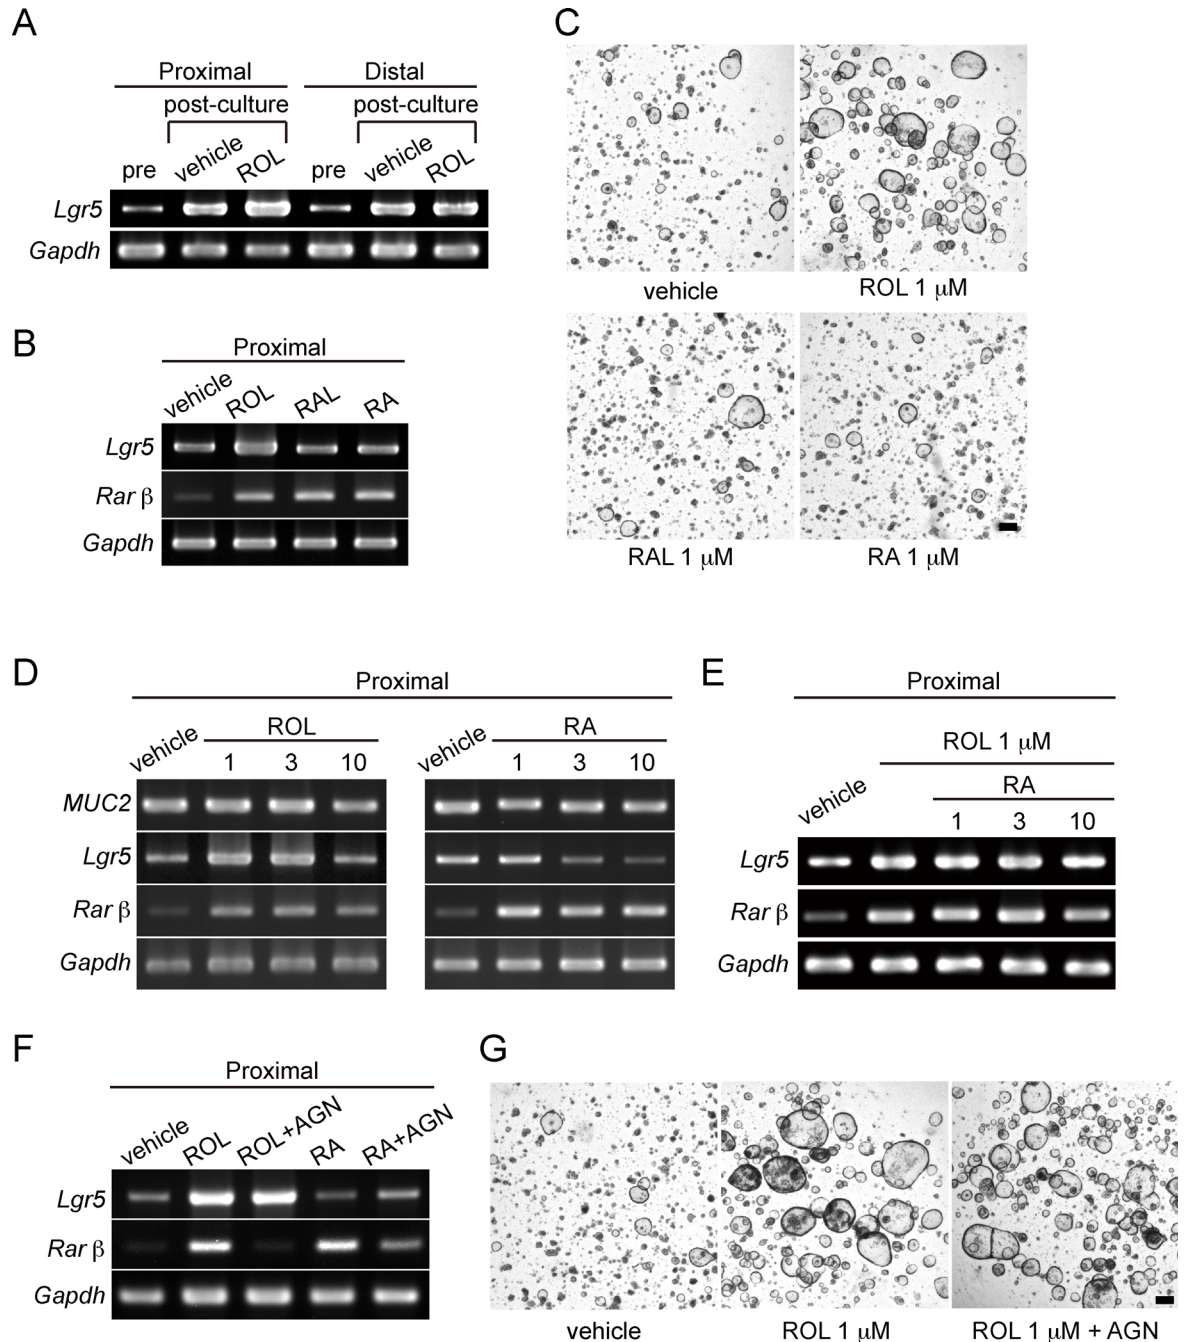 A
Proximal Distal
post-culture post-culture
pre vehicle ROL pre vehicle ROL
Lgr5
Gapdh
B
Proximal
vehicle ROL RAL RA
Lgr5
Rar β
Gapdh
C
vehicle ROL 1 μM
RAL 1 μM RA 1 μM
D
Proximal
vehicle ROL vehicle RA
1 3 10 1 3 10
MUC2
Lgr5
Rar β
Gapdh
E
Proximal
ROL 1 μM
vehicle RA
1 3 10
Lgr5
Rar β
Gapdh
F
Proximal
vehicle ROL ROL+AGN RA RA+AGN
Lgr5
Rar β
Gapdh
G
vehicle ROL 1 μM ROL 1 μM + AGN